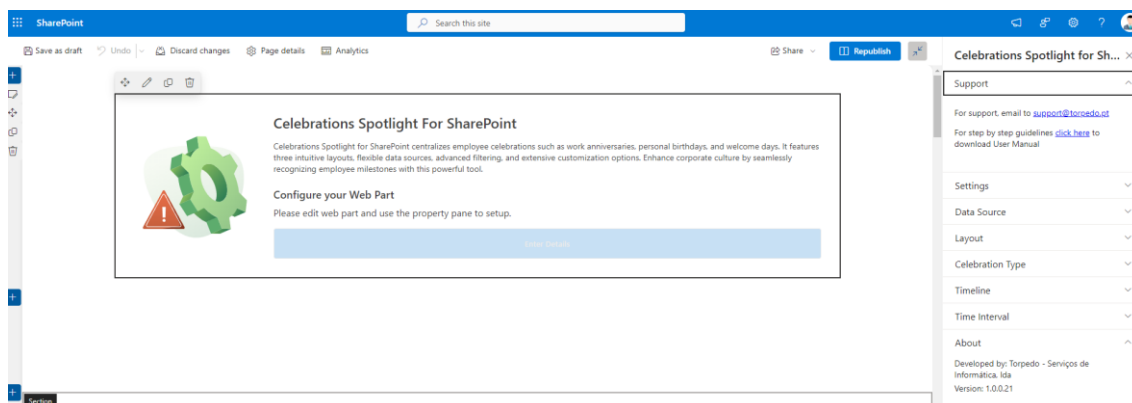 SharePoint
Search this site
?
Save as draft
Undo
Discard changes
Page details
Analytics
Share
Republish
Celebrations Spotlight for Sh...
Support
For support, email to support@torpedo.pt
For step by step guidelines click here to
download User Manual
Settings
Data Source
Layout
Celebration Type
Timeline
Time Interval
About
Developed by: Torpedo - Serviços de
Informática, lda
Version: 1.0.0.21
Celebrations Spotlight For SharePoint
Celebrations Spotlight for SharePoint centralizes employee celebrations such as work anniversaries, personal birthdays, and welcome days. It features
three intuitive layouts, flexible data sources, advanced filtering, and extensive customization options. Enhance corporate culture by seamlessly
recognizing employee milestones with this powerful tool.
Configure your Web Part
Please edit web part and use the property pane to setup.
Enter Details
Section